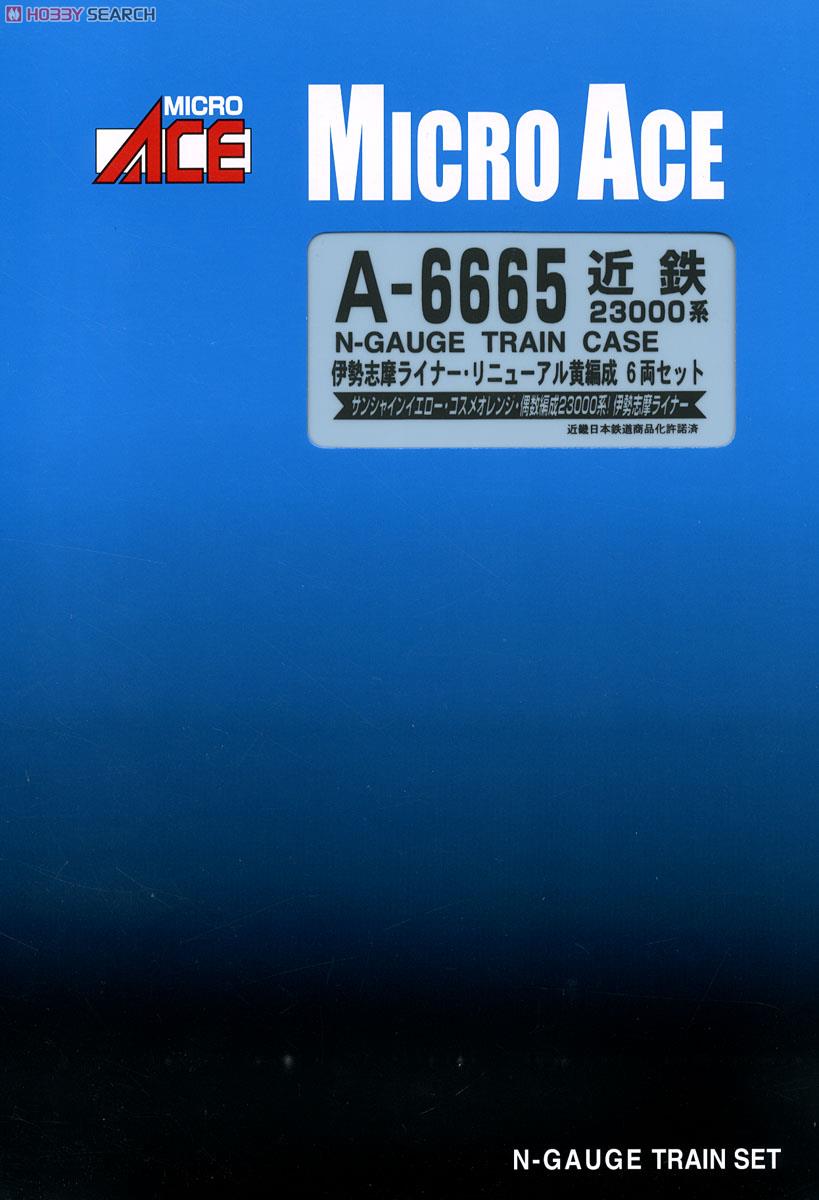 HOBBY SEARCH
MICRO
ACE
MICRO ACE
A-6665 近鉄
23000系
N-GAUGE TRAIN CASE
伊勢志摩ライナー・リニューアル黄編成 6両セット
サンシャインイエロー・コスメオレンジ・偶数編成23000系! 伊勢志摩ライナー
近畿日本鉄道商品化許諾済
N-GAUGE TRAIN SET